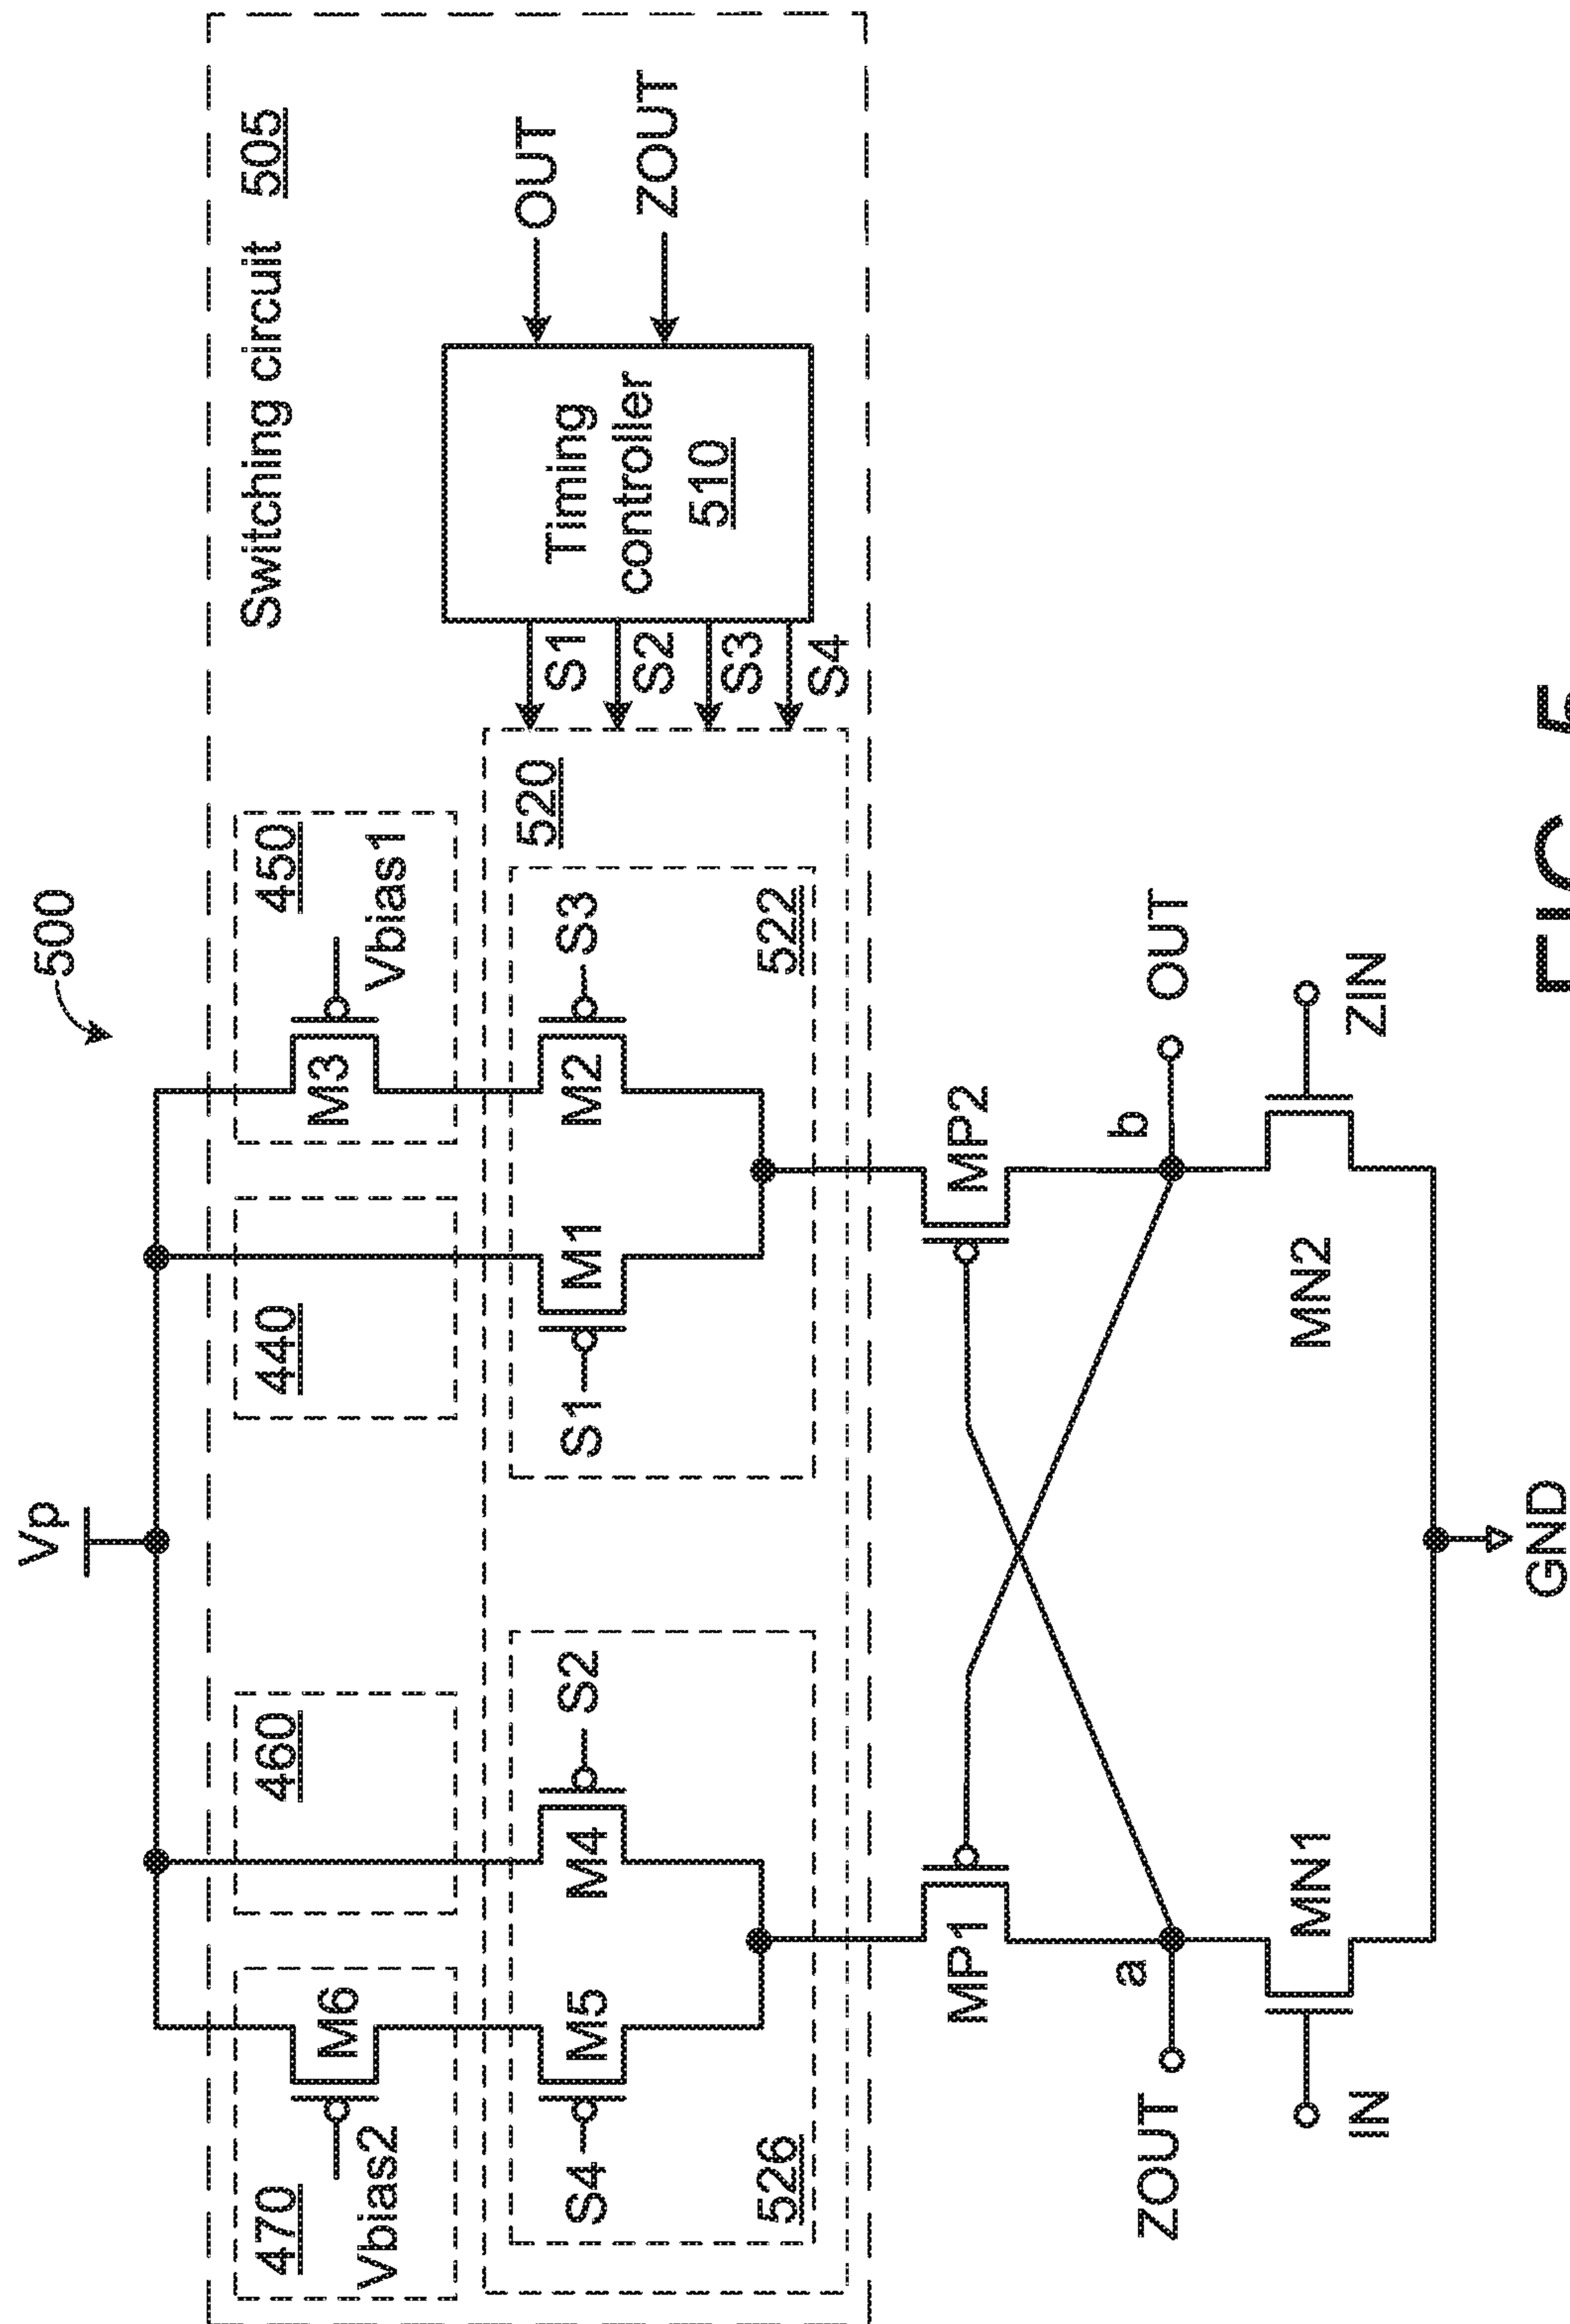 500
Vp
Switching circuit 505
470
Vbias2
M6
460
440
450
Vbias1
M3
520
S4
M5
M4
S2
526
S1
M1
M2
S3
522
S1
S2
S3
S4
Timing
controller
510
OUT
ZOUT
MP1
MP2
ZOUT
a
b
OUT
IN
MN1
MN2
ZIN
GND